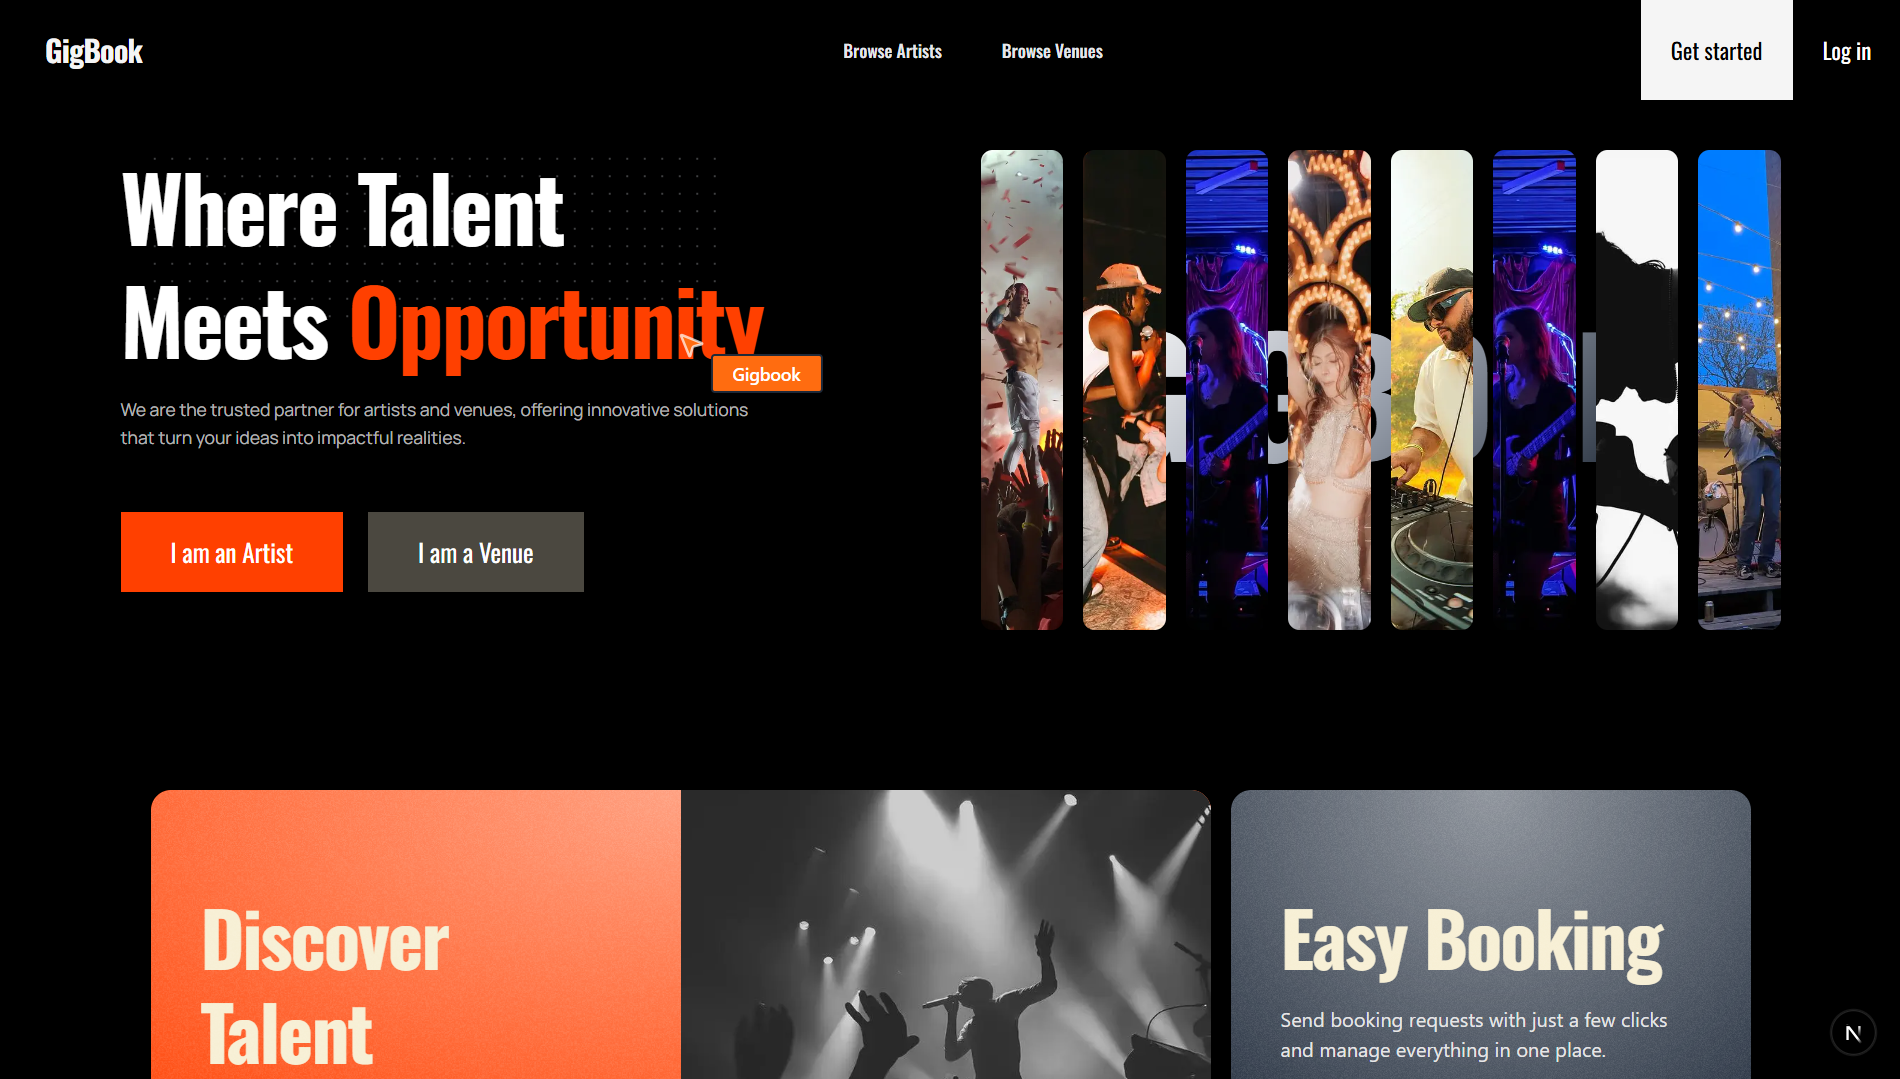 GigBook
Browse Artists
Browse Venues
Get started
Log in
Where Talent
Meets Opportunity
Gigbook
We are the trusted partner for artists and venues, offering innovative solutions
that turn your ideas into impactful realities.
I am an Artist
I am a Venue
Discover
Talent
Easy Booking
Send booking requests with just a few clicks
and manage everything in one place.
N